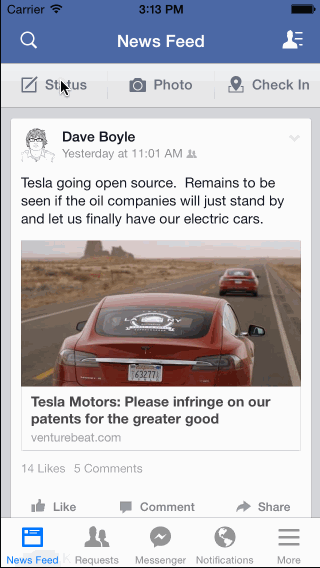 Carrier 3:13 PM
News Feed
Status Photo Check In
Dave Boyle
Yesterday at 11:01 AM
Tesla going open source. Remains to be
seen if the oil companies will just stand by
and let us finally have our electric cars.
63277
Tesla Motors: Please infringe on our
patents for the greater good
venturebeat.com
14 Likes 5 Comments
Like Comment Share
News Feed Requests Messenger Notifications More